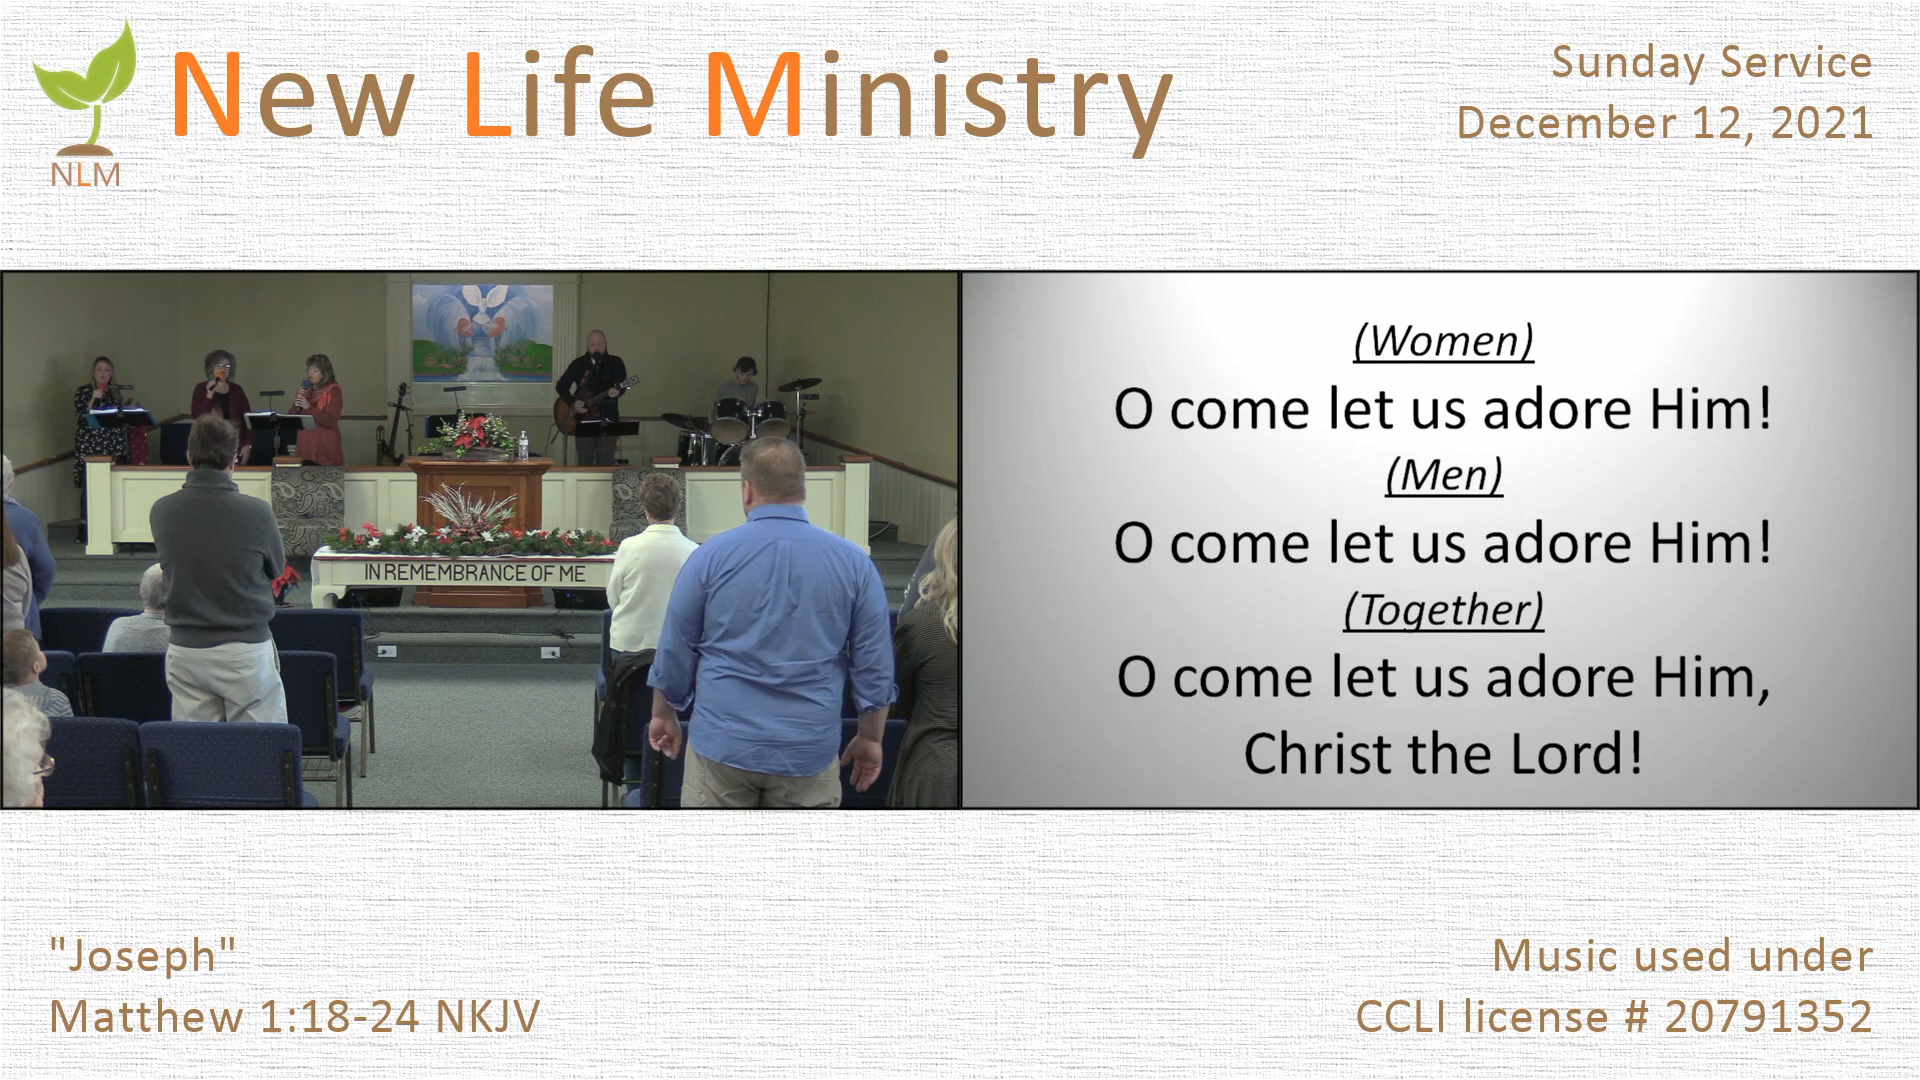 New Life Ministry
NLM
Sunday Service
December 12, 2021
IN REMEMBRANCE OF ME
(Women)
O come let us adore Him!
(Men)
O come let us adore Him!
(Together)
O come let us adore Him,
Christ the Lord!
"Joseph"
Matthew 1:18-24 NKJV
Music used under
CCLI license # 20791352